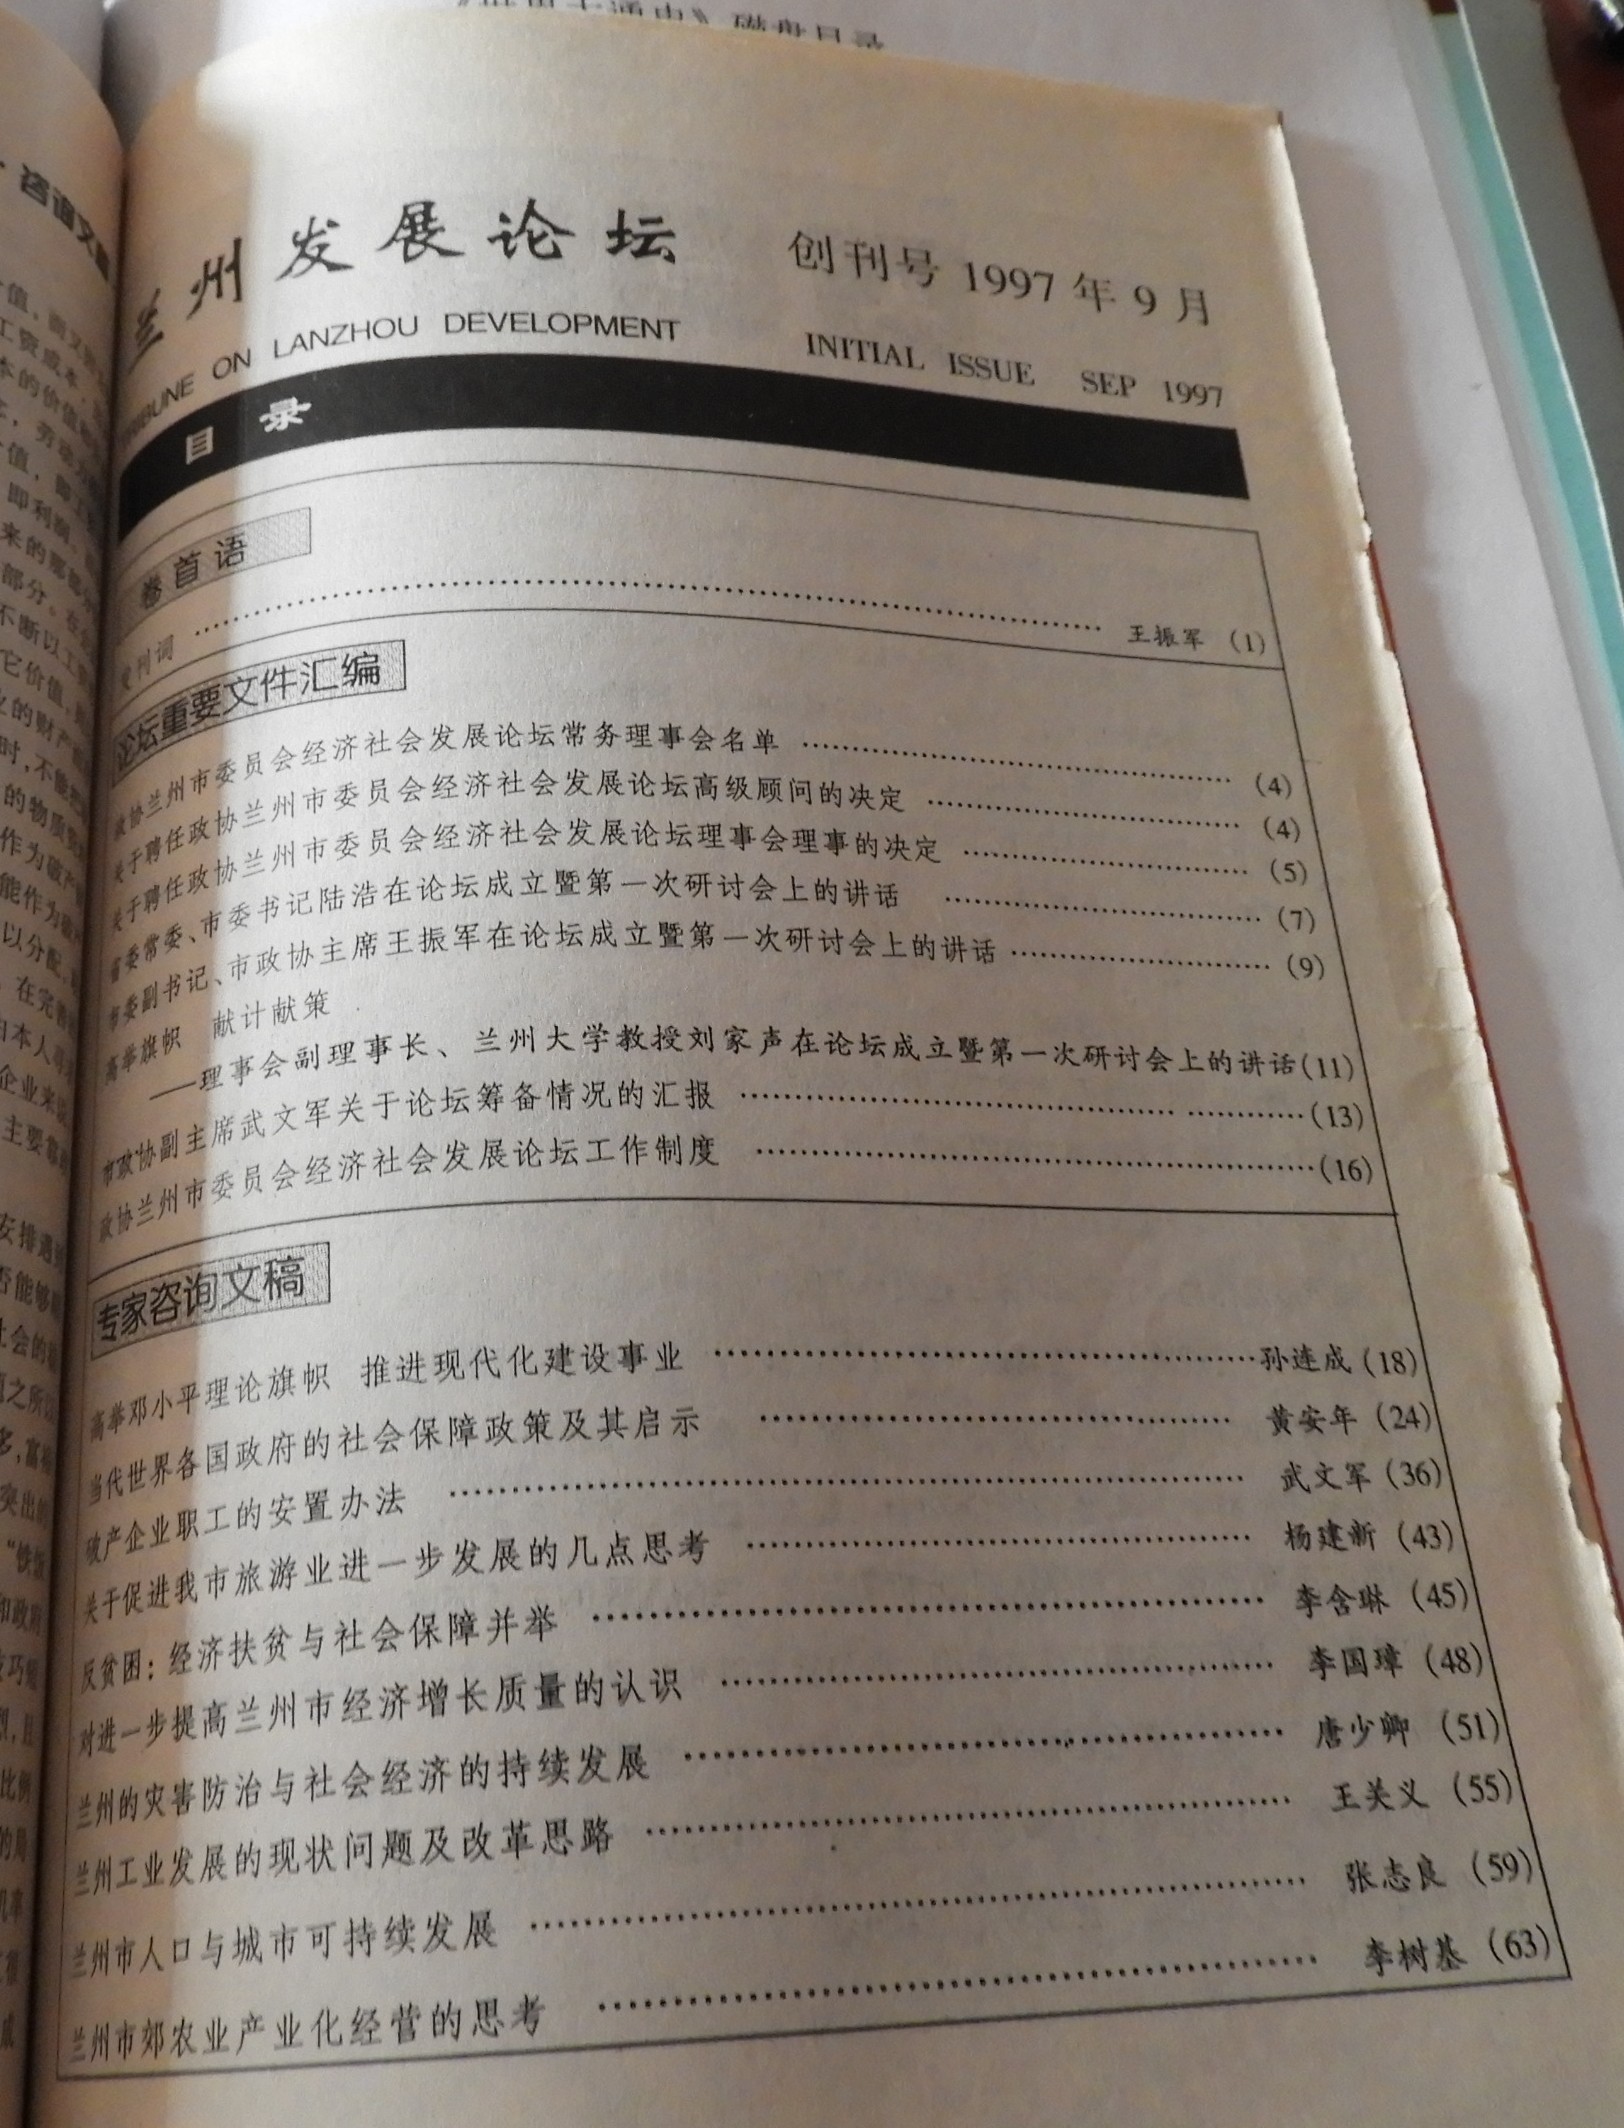 《世界大通史》磁盘目录
兰州发展论坛 创刊号 1997年9月
TRIBUNE ON LANZHOU DEVELOPMENT INITIAL ISSUE SEP 1997
目 录
卷首语
发刊词 …… 王振军 (1)
论坛重要文件汇编
政协兰州市委员会经济社会发展论坛常务理事会名单 …… (4)
关于聘任政协兰州市委员会经济社会发展论坛高级顾问的决定 …… (4)
关于聘任政协兰州市委员会经济社会发展论坛理事会理事的决定 …… (5)
省委常委、市委书记陆浩在论坛成立暨第一次研讨会上的讲话 …… (7)
市委副书记、市政协主席王振军在论坛成立暨第一次研讨会上的讲话 …… (9)
高举旗帜 献计献策
——理事会副理事长、兰州大学教授刘家声在论坛成立暨第一次研讨会上的讲话(11)
市政协副主席武文军关于论坛筹备情况的汇报 …… (13)
政协兰州市委员会经济社会发展论坛工作制度 …… (16)
专家咨询文稿
高举邓小平理论旗帜 推进现代化建设事业 …… 孙连成 (18)
当代世界各国政府的社会保障政策及其启示 …… 黄安年 (24)
破产企业职工的安置办法 …… 武文军 (36)
关于促进我市旅游业进一步发展的几点思考 …… 杨建新 (43)
反贫困：经济扶贫与社会保障并举 …… 李含琳 (45)
对进一步提高兰州市经济增长质量的认识 …… 李国璋 (48)
兰州的灾害防治与社会经济的持续发展 …… 唐少卿 (51)
兰州工业发展的现状问题及改革思路 …… 王关义 (55)
兰州市人口与城市可持续发展 …… 张志良 (59)
兰州市郊农业产业化经营的思考 …… 李树基 (63)